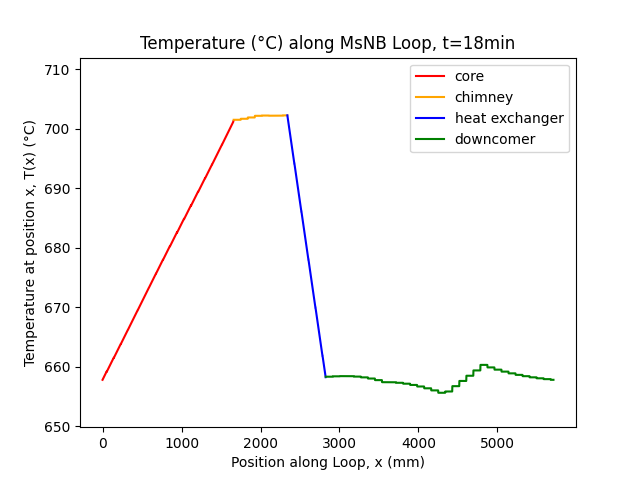 Temperature (°C) along MsNB Loop, t=18min
Temperature at position x, T(x) (°C)
710
700
690
680
670
660
650
core
chimney
heat exchanger
downcomer
0 1000 2000 3000 4000 5000
Position along Loop, x (mm)